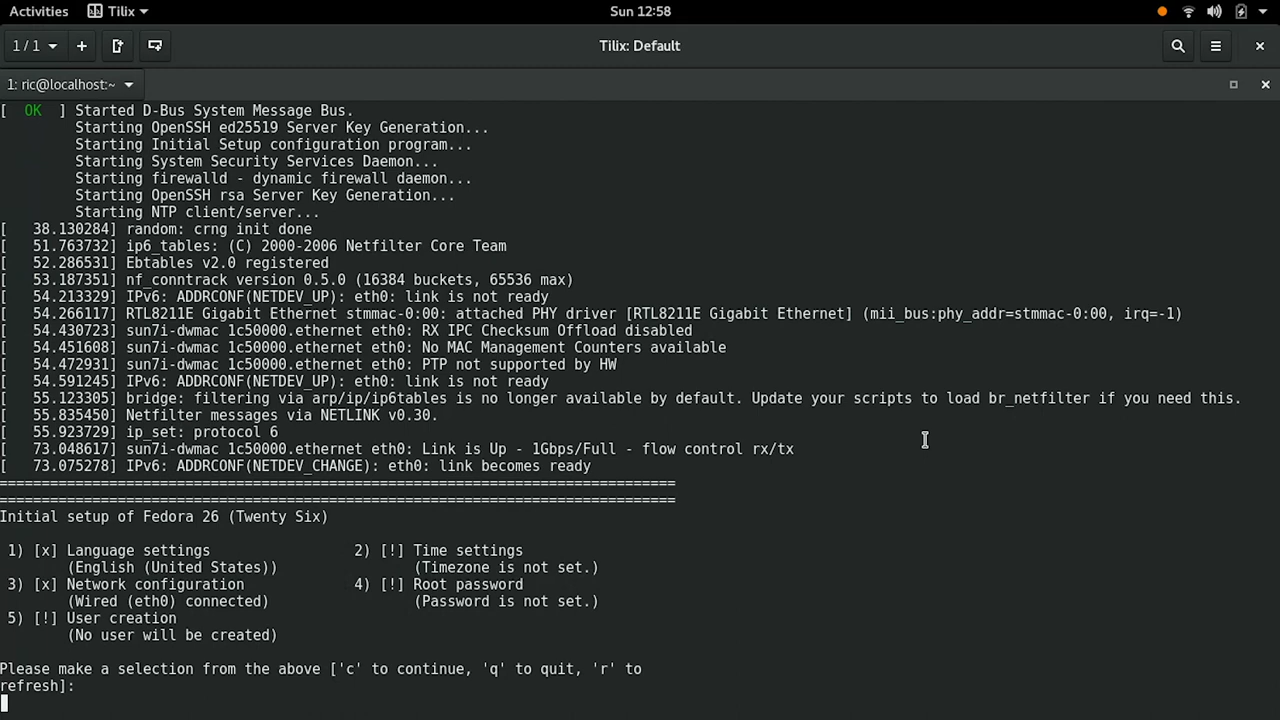 Activities Tilix Sun 12:58
1 / 1 Tilix: Default
1: ric@localhost:~
[  OK  ] Started D-Bus System Message Bus.
         Starting OpenSSH ed25519 Server Key Generation...
         Starting Initial Setup configuration program...
         Starting System Security Services Daemon...
         Starting firewalld - dynamic firewall daemon...
         Starting OpenSSH rsa Server Key Generation...
         Starting NTP client/server...
[   38.130284] random: crng init done
[   51.763732] ip6_tables: (C) 2000-2006 Netfilter Core Team
[   52.286531] Ebtables v2.0 registered
[   53.187351] nf_conntrack version 0.5.0 (16384 buckets, 65536 max)
[   54.213329] IPv6: ADDRCONF(NETDEV_UP): eth0: link is not ready
[   54.266117] RTL8211E Gigabit Ethernet stmmac-0:00: attached PHY driver [RTL8211E Gigabit Ethernet] (mii_bus:phy_addr=stmmac-0:00, irq=-1)
[   54.430723] sun7i-dwmac 1c50000.ethernet eth0: RX IPC Checksum Offload disabled
[   54.451608] sun7i-dwmac 1c50000.ethernet eth0: No MAC Management Counters available
[   54.472931] sun7i-dwmac 1c50000.ethernet eth0: PTP not supported by HW
[   54.591245] IPv6: ADDRCONF(NETDEV_UP): eth0: link is not ready
[   55.123305] bridge: filtering via arp/ip/ip6tables is no longer available by default. Update your scripts to load br_netfilter if you need this.
[   55.835450] Netfilter messages via NETLINK v0.30.
[   55.923729] ip_set: protocol 6
[   73.048617] sun7i-dwmac 1c50000.ethernet eth0: Link is Up - 1Gbps/Full - flow control rx/tx
[   73.075278] IPv6: ADDRCONF(NETDEV_CHANGE): eth0: link becomes ready
================================================================================
================================================================================
Initial setup of Fedora 26 (Twenty Six)
 1) [x] Language settings                 2) [!] Time settings
        (English (United States))                (Timezone is not set.)
 3) [x] Network configuration             4) [!] Root password
        (Wired (eth0) connected)                 (Password is not set.)
 5) [!] User creation
        (No user will be created)
Please make a selection from the above ['c' to continue, 'q' to quit, 'r' to
refresh]: